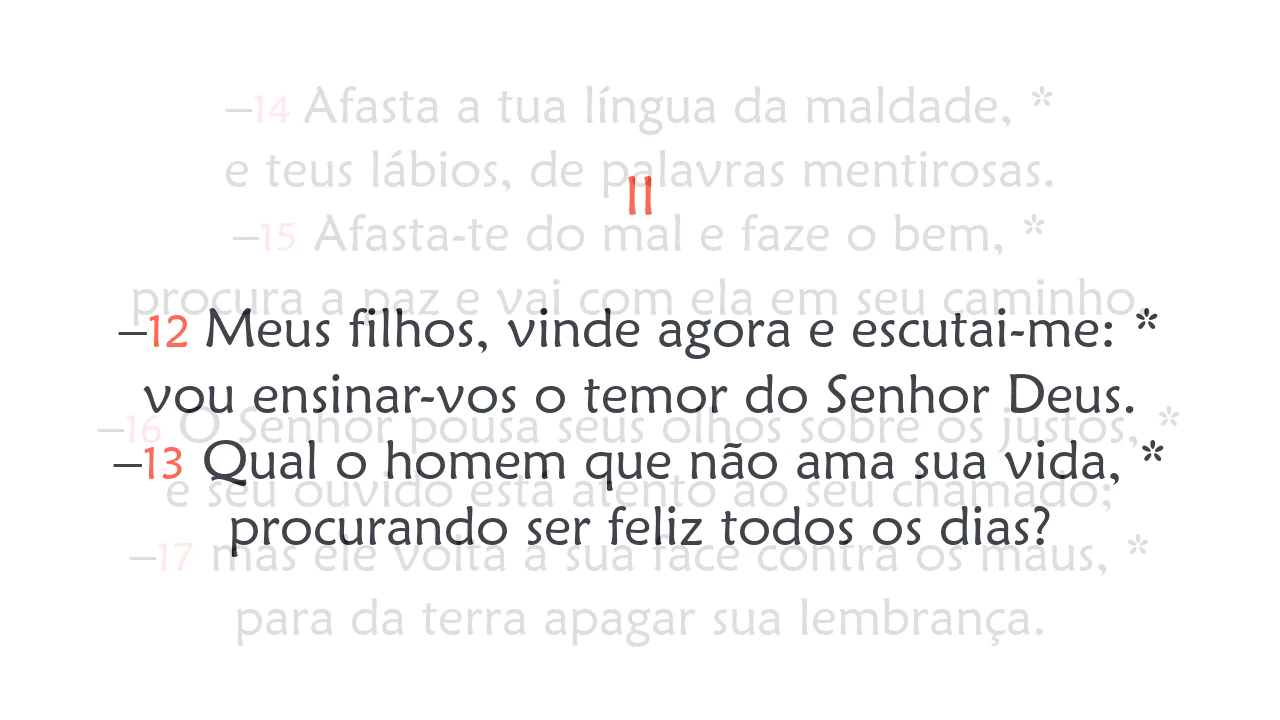 –14 Afasta a tua língua da maldade, *
e teus lábios, de palavras mentirosas.
II
–15 Afasta-te do mal e faze o bem, *
procura a paz e vai com ela em seu caminho.
–12 Meus filhos, vinde agora e escutai-me: *
vou ensinar-vos o temor do Senhor Deus.
–16 O Senhor pousa seus olhos sobre os justos, *
–13 Qual o homem que não ama sua vida, *
e seu ouvido está atento ao seu chamado;
procurando ser feliz todos os dias?
–17 mas ele volta a sua face contra os maus, *
para da terra apagar sua lembrança.